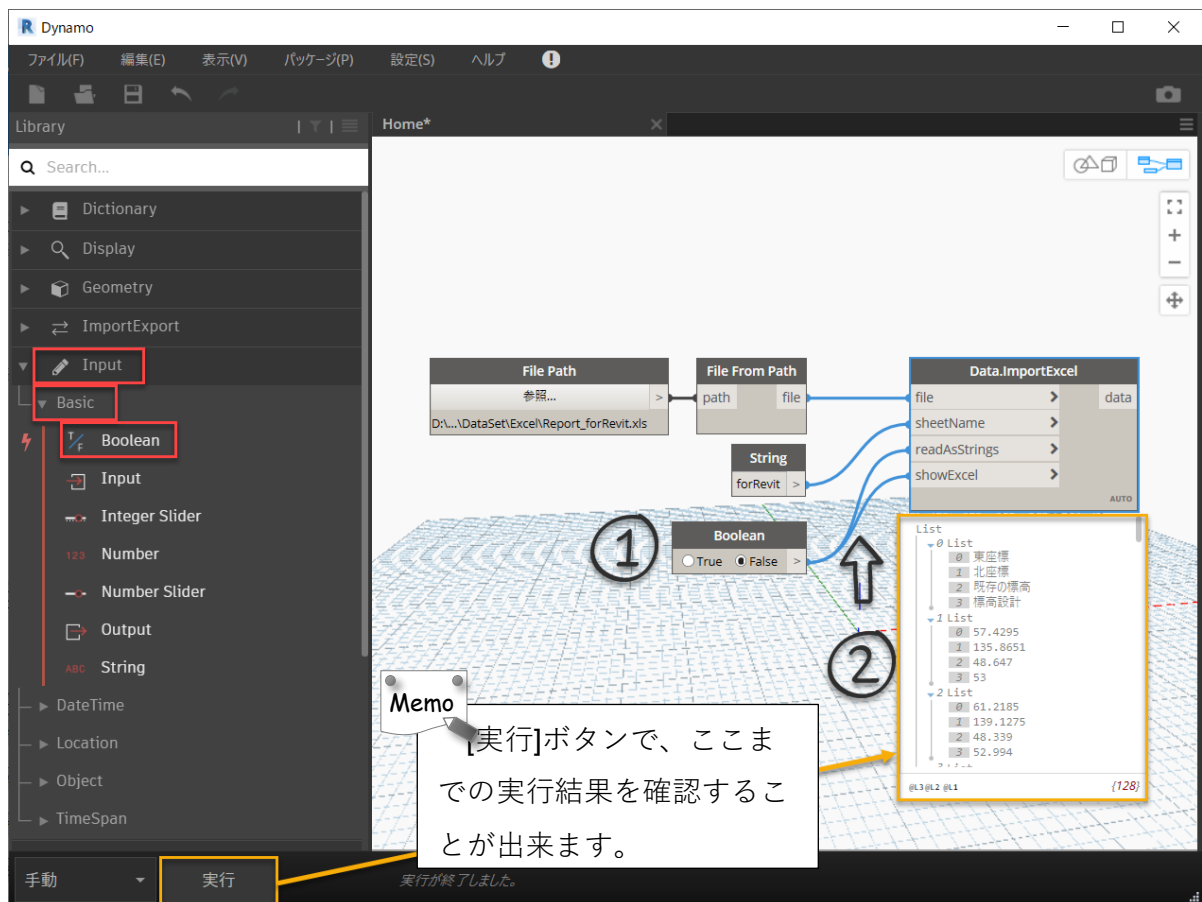 Dynamo
ファイル(F) 編集(E) 表示(V) パッケージ(P) 設定(S) ヘルプ
Library
Home*
Search...
Dictionary
Display
Geometry
ImportExport
Input
Basic
Boolean
Input
Integer Slider
123 Number
Number Slider
Output
ABC String
DateTime
Location
Object
TimeSpan
File Path
参照... >
D:\...\DataSet\Excel\Report_forRevit.xls
File From Path
path file
String
forRevit >
Boolean
True False >
Data.ImportExcel
file > data
sheetName >
readAsStrings >
showExcel >
AUTO
①
②
List
0 List
0 東座標
1 北座標
2 既存の標高
3 標高設計
1 List
0 57.4295
1 135.8651
2 48.647
3 53
2 List
0 61.2185
1 139.1275
2 48.339
3 52.994
3 List
@L3 @L2 @L1 {128}
Memo
[実行]ボタンで、ここま
での実行結果を確認するこ
とが出来ます。
手動 実行 実行が終了しました。